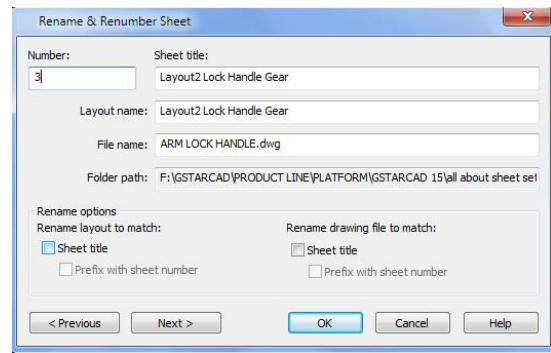 Rename & Renumber Sheet
Number: Sheet title:
3 Layout2 Lock Handle Gear
Layout name: Layout2 Lock Handle Gear
File name: ARM LOCK HANDLE.dwg
Folder path: F:\GSTARCAD\PRODUCT LINE\PLATFORM\GSTARCAD 15\all about sheet set
Rename options
Rename layout to match: Rename drawing file to match:
Sheet title Sheet title
Prefix with sheet number Prefix with sheet number
< Previous Next > OK Cancel Help